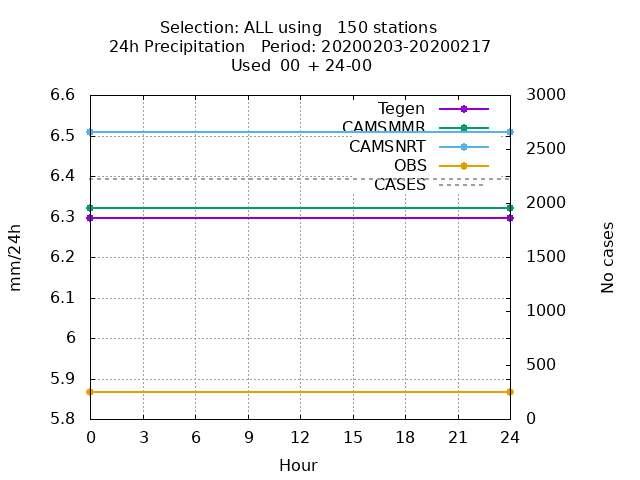 Selection: ALL using   150 stations
24h Precipitation   Period: 20200203-20200217
Used  00 + 24-00
6.6
6.5
6.4
6.3
6.2
6.1
6
5.9
5.8
mm/24h
Tegen
CAMSMMR
CAMSNRT
OBS
CASES
3000
2500
2000
1500
1000
500
0
No cases
0 3 6 9 12 15 18 21 24
Hour